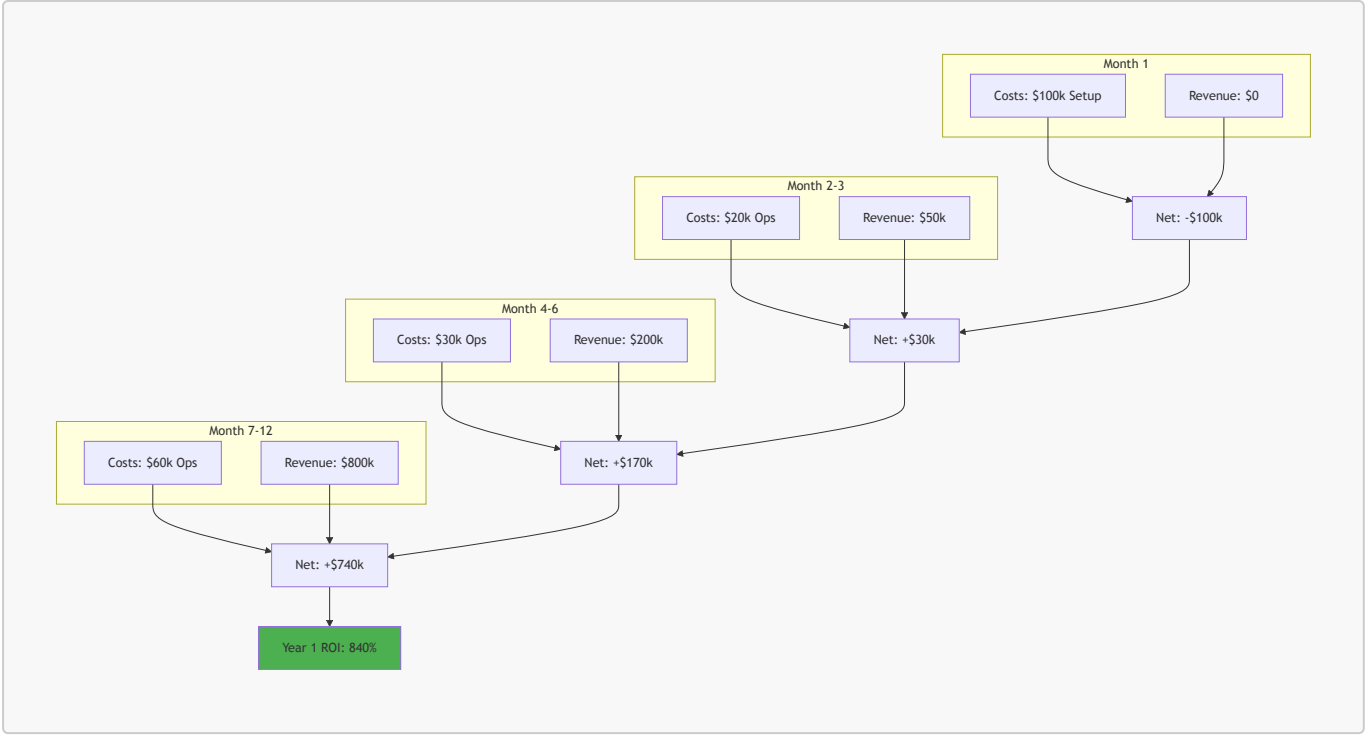 Month 1
Costs: $100k Setup
Revenue: $0
Month 2-3
Costs: $20k Ops
Revenue: $50k
Net: -$100k
Month 4-6
Costs: $30k Ops
Revenue: $200k
Net: +$30k
Month 7-12
Costs: $60k Ops
Revenue: $800k
Net: +$170k
Net: +$740k
Year 1 ROI: 840%